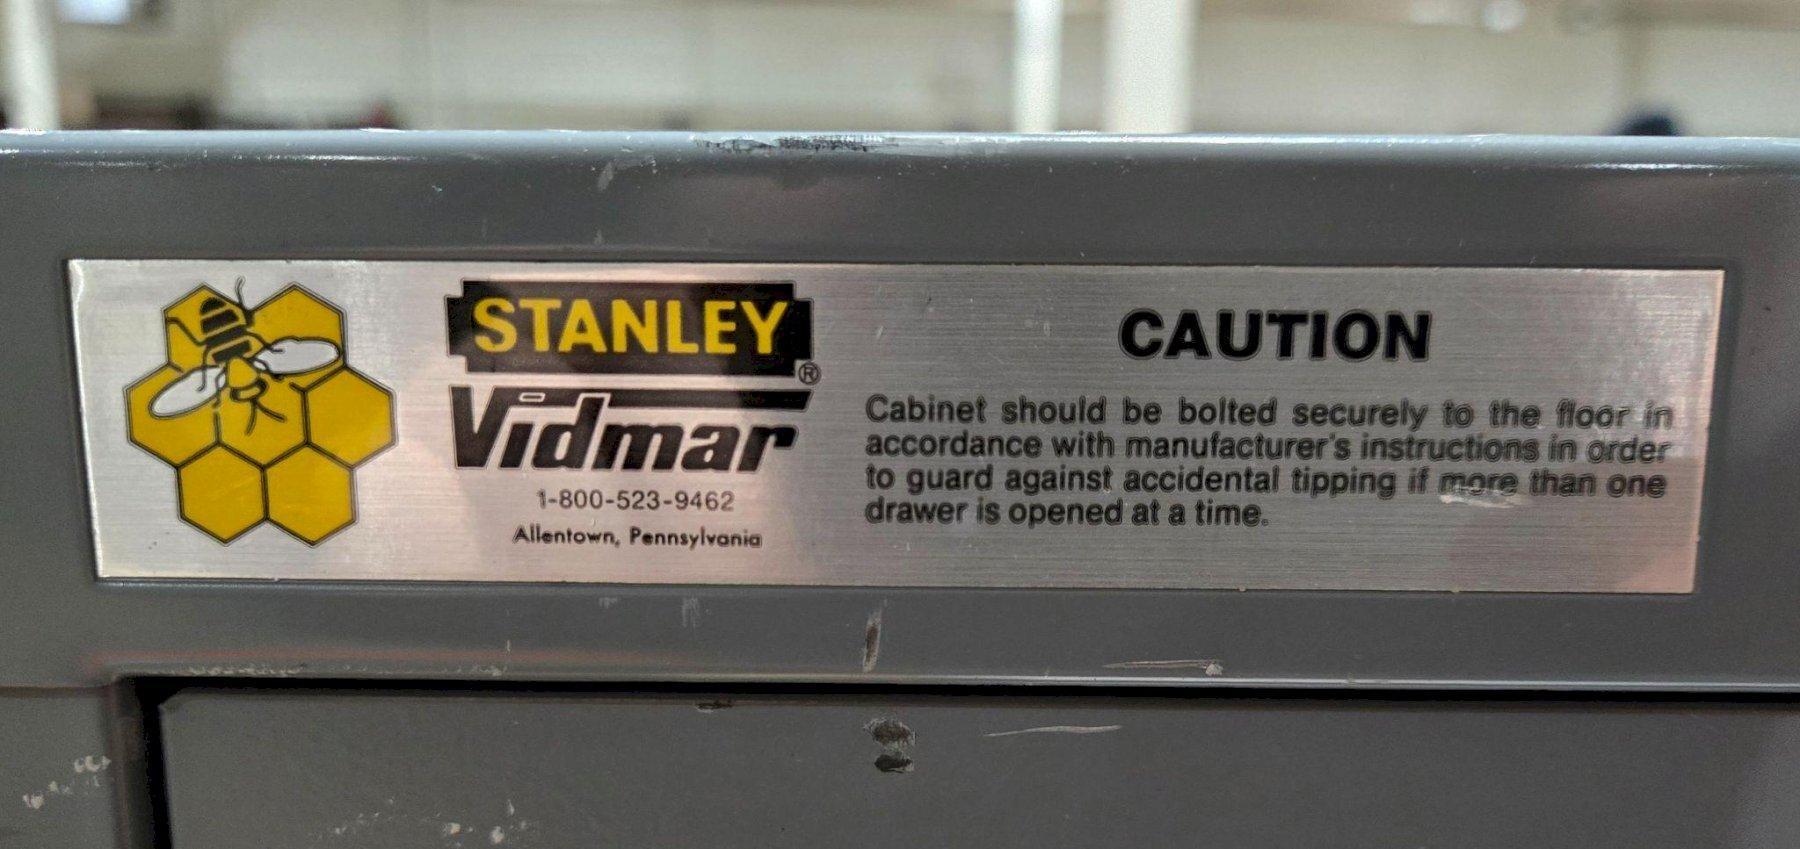 STANLEY®
Vidmar
1-800-523-9462
Allentown, Pennsylvania
CAUTION
Cabinet should be bolted securely to the floor in
accordance with manufacturer's instructions in order
to guard against accidental tipping if more than one
drawer is opened at a time.